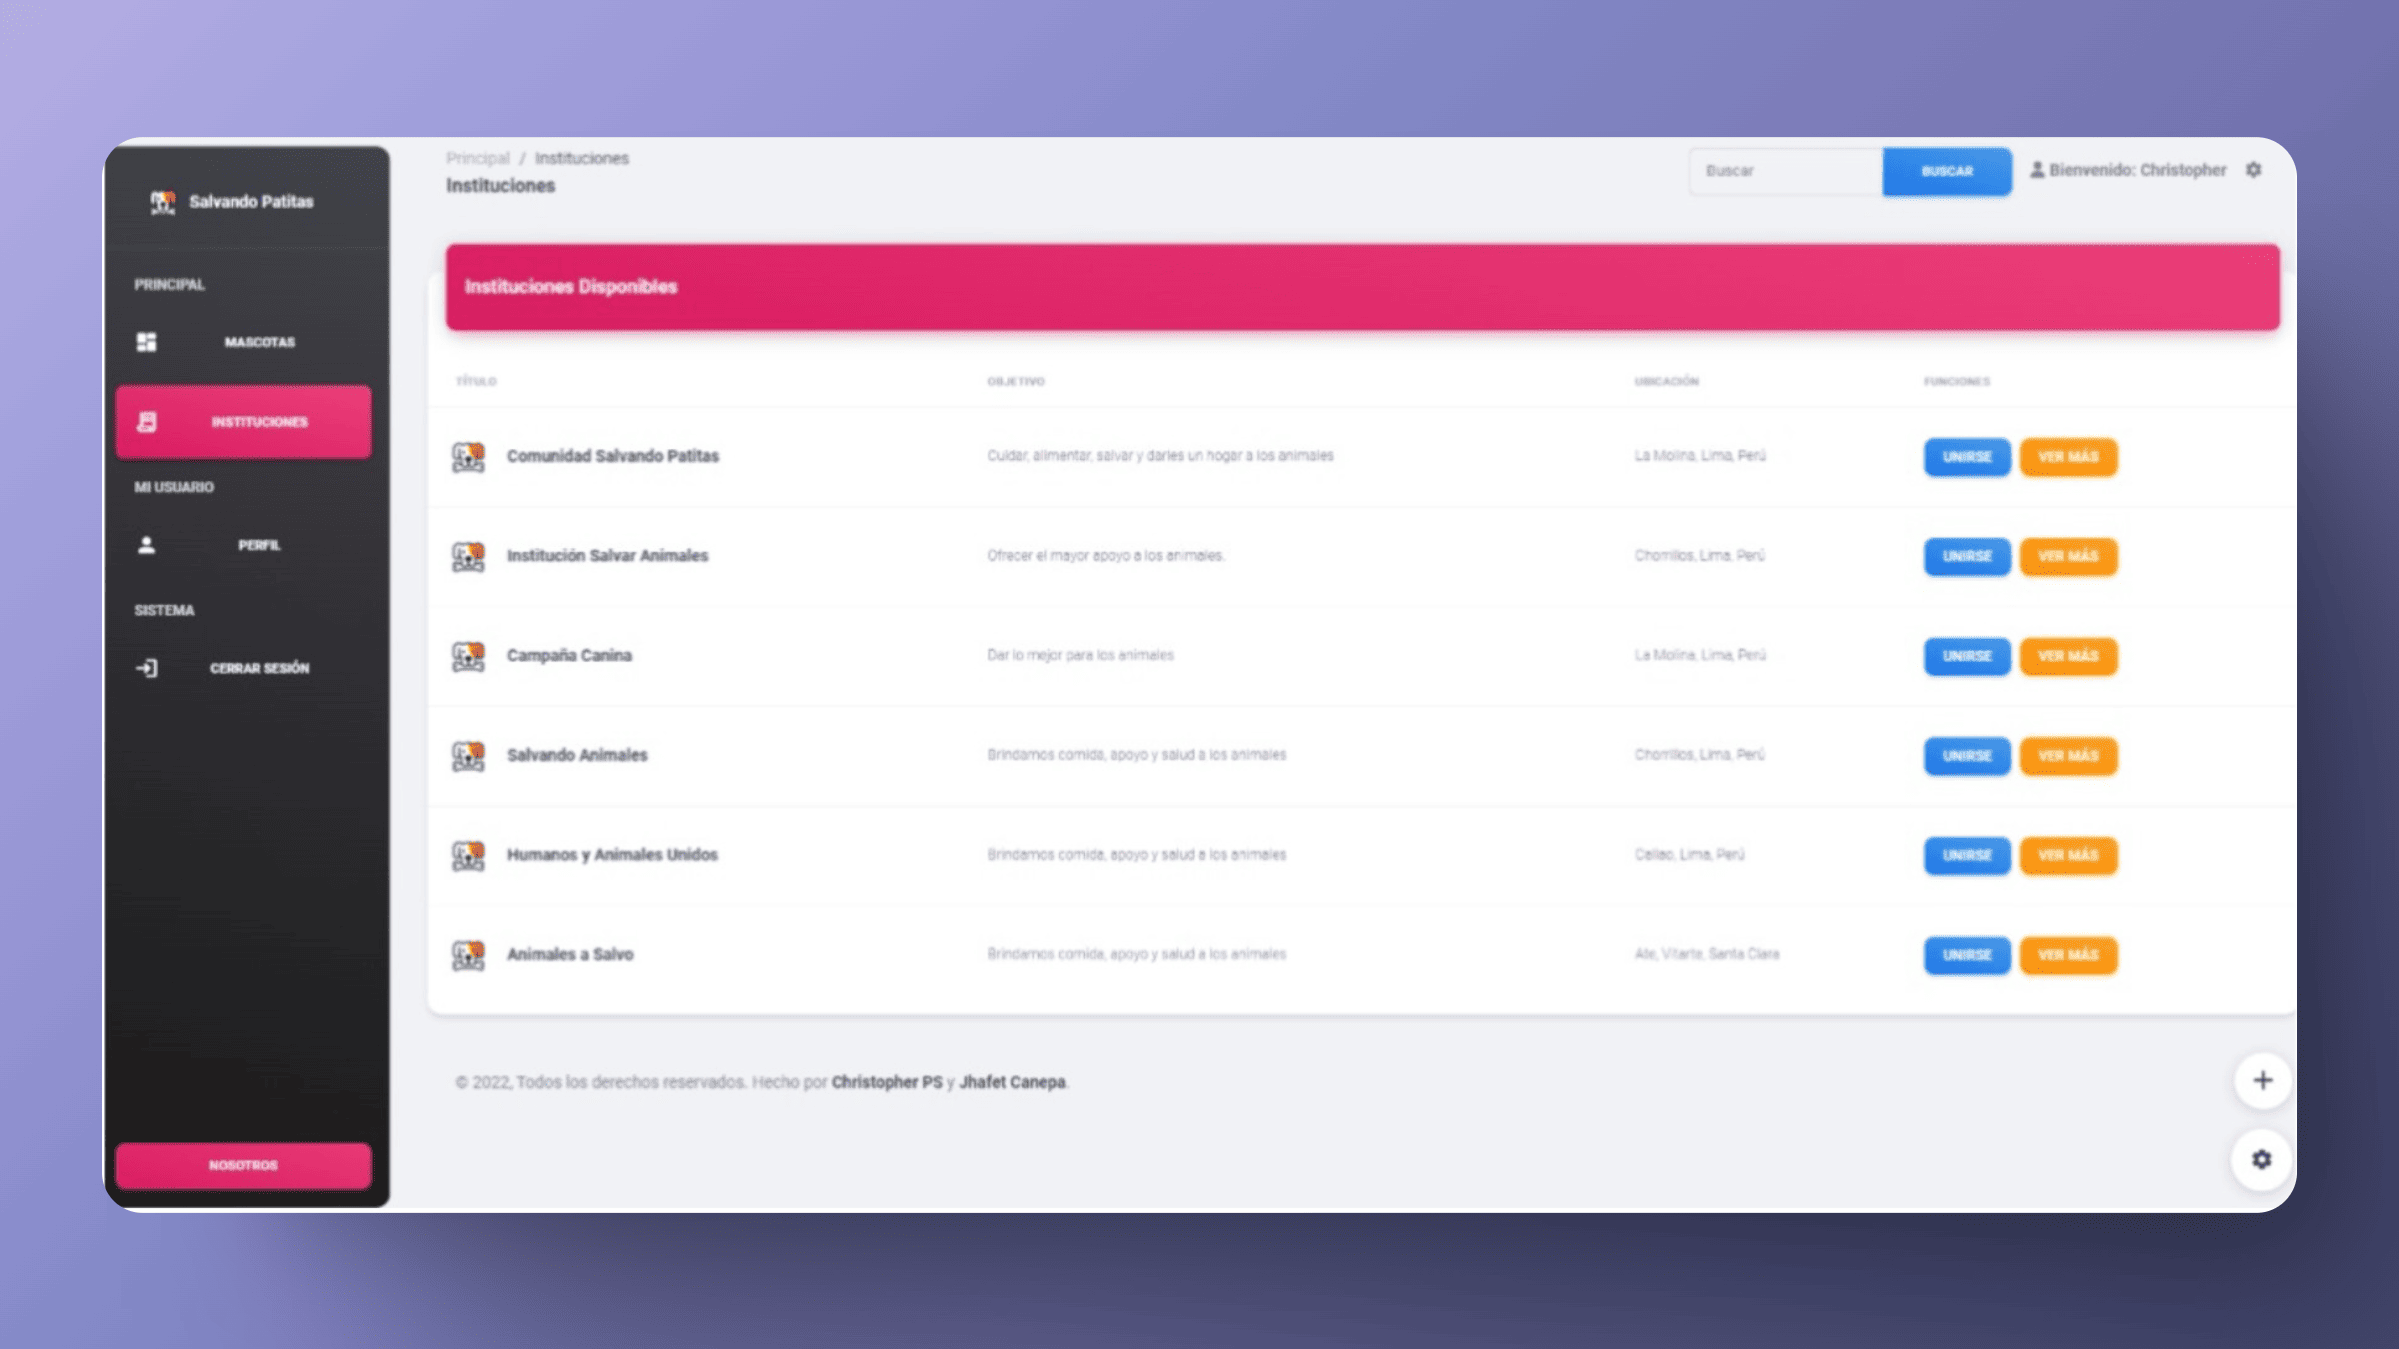 Salvando Patitas
PRINCIPAL
MASCOTAS
INSTITUCIONES
MI USUARIO
PERFIL
SISTEMA
CERRAR SESIÓN
NOSOTROS
Principal / Instituciones
Instituciones
Buscar
BUSCAR
Bienvenido: Christopher
Instituciones Disponibles
TÍTULO OBJETIVO UBICACIÓN FUNCIONES
Comunidad Salvando Patitas Cuidar, alimentar, salvar y darles un hogar a los animales La Molina, Lima, Perú UNIRSE VER MÁS
Institución Salvar Animales Ofrecer el mayor apoyo a los animales. Chorrillos, Lima, Perú UNIRSE VER MÁS
Campaña Canina Dar lo mejor para los animales La Molina, Lima, Perú UNIRSE VER MÁS
Salvando Animales Brindamos comida, apoyo y salud a los animales Chorrillos, Lima, Perú UNIRSE VER MÁS
Humanos y Animales Unidos Brindamos comida, apoyo y salud a los animales Callao, Lima, Perú UNIRSE VER MÁS
Animales a Salvo Brindamos comida, apoyo y salud a los animales Ate, Vitarte, Santa Clara UNIRSE VER MÁS
© 2022, Todos los derechos reservados. Hecho por Christopher PS y Jhafet Canepa.